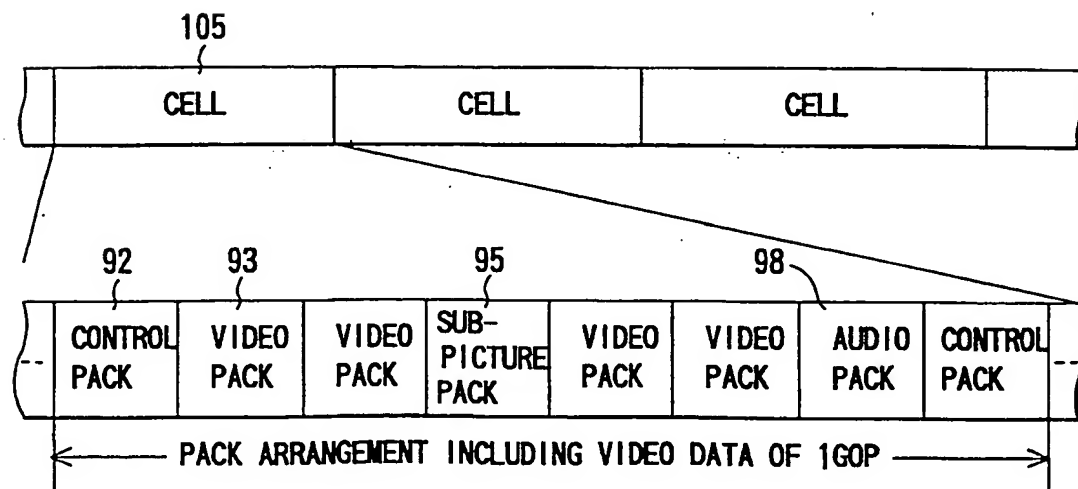 105
CELL CELL CELL
92 93 95 98
CONTROL PACK VIDEO PACK VIDEO PACK SUB-PICTURE PACK VIDEO PACK VIDEO PACK AUDIO PACK CONTROL PACK
PACK ARRANGEMENT INCLUDING VIDEO DATA OF 1GOP